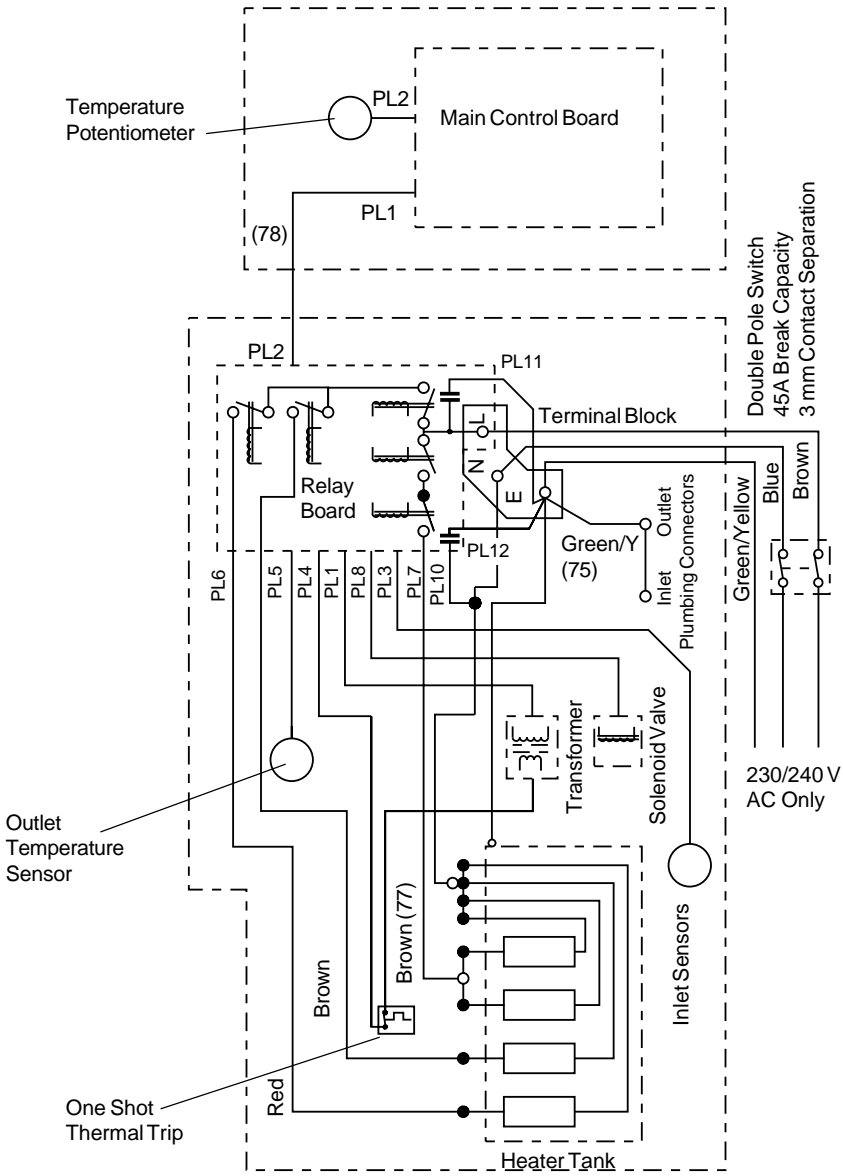 Temperature
Potentiometer
PL2
Main Control Board
PL1
(78)
Double Pole Switch
45A Break Capacity
3 mm Contact Separation
PL2
PL11
Terminal Block
L
N
E
Relay
Board
PL12
Green/Y
(75)
Outlet
Inlet
Plumbing Connectors
Green/Yellow
Blue
Brown
PL6
PL5
PL4
PL1
PL8
PL3
PL7
PL10
Transformer
Solenoid Valve
230/240 V
AC Only
Outlet
Temperature
Sensor
Brown (77)
Brown
Inlet Sensors
Red
One Shot
Thermal Trip
Heater Tank